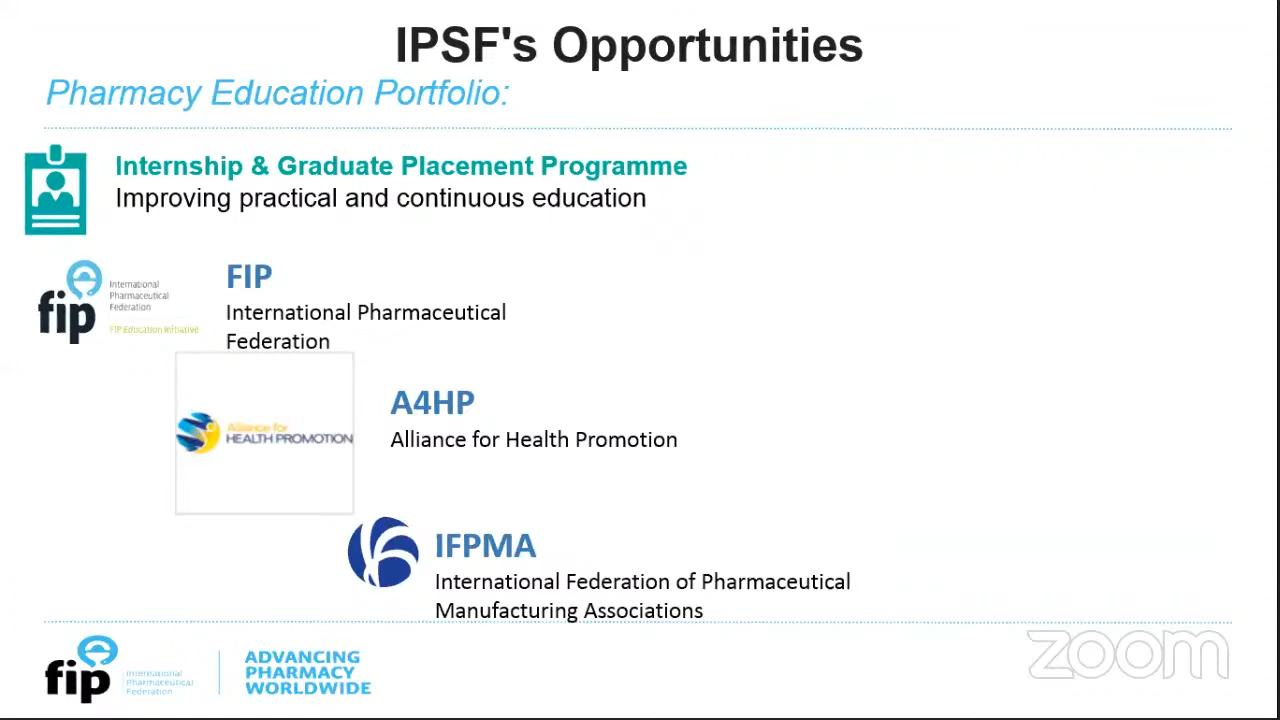 IPSF's Opportunities
Pharmacy Education Portfolio:
Internship & Graduate Placement Programme
Improving practical and continuous education
fip
International
Pharmaceutical
Federation
FIP Education Initiative
FIP
International Pharmaceutical
Federation
Alliance for
HEALTH PROMOTION
A4HP
Alliance for Health Promotion
IFPMA
International Federation of Pharmaceutical
Manufacturing Associations
fip
International
Pharmaceutical
Federation
ADVANCING
PHARMACY
WORLDWIDE
zoom